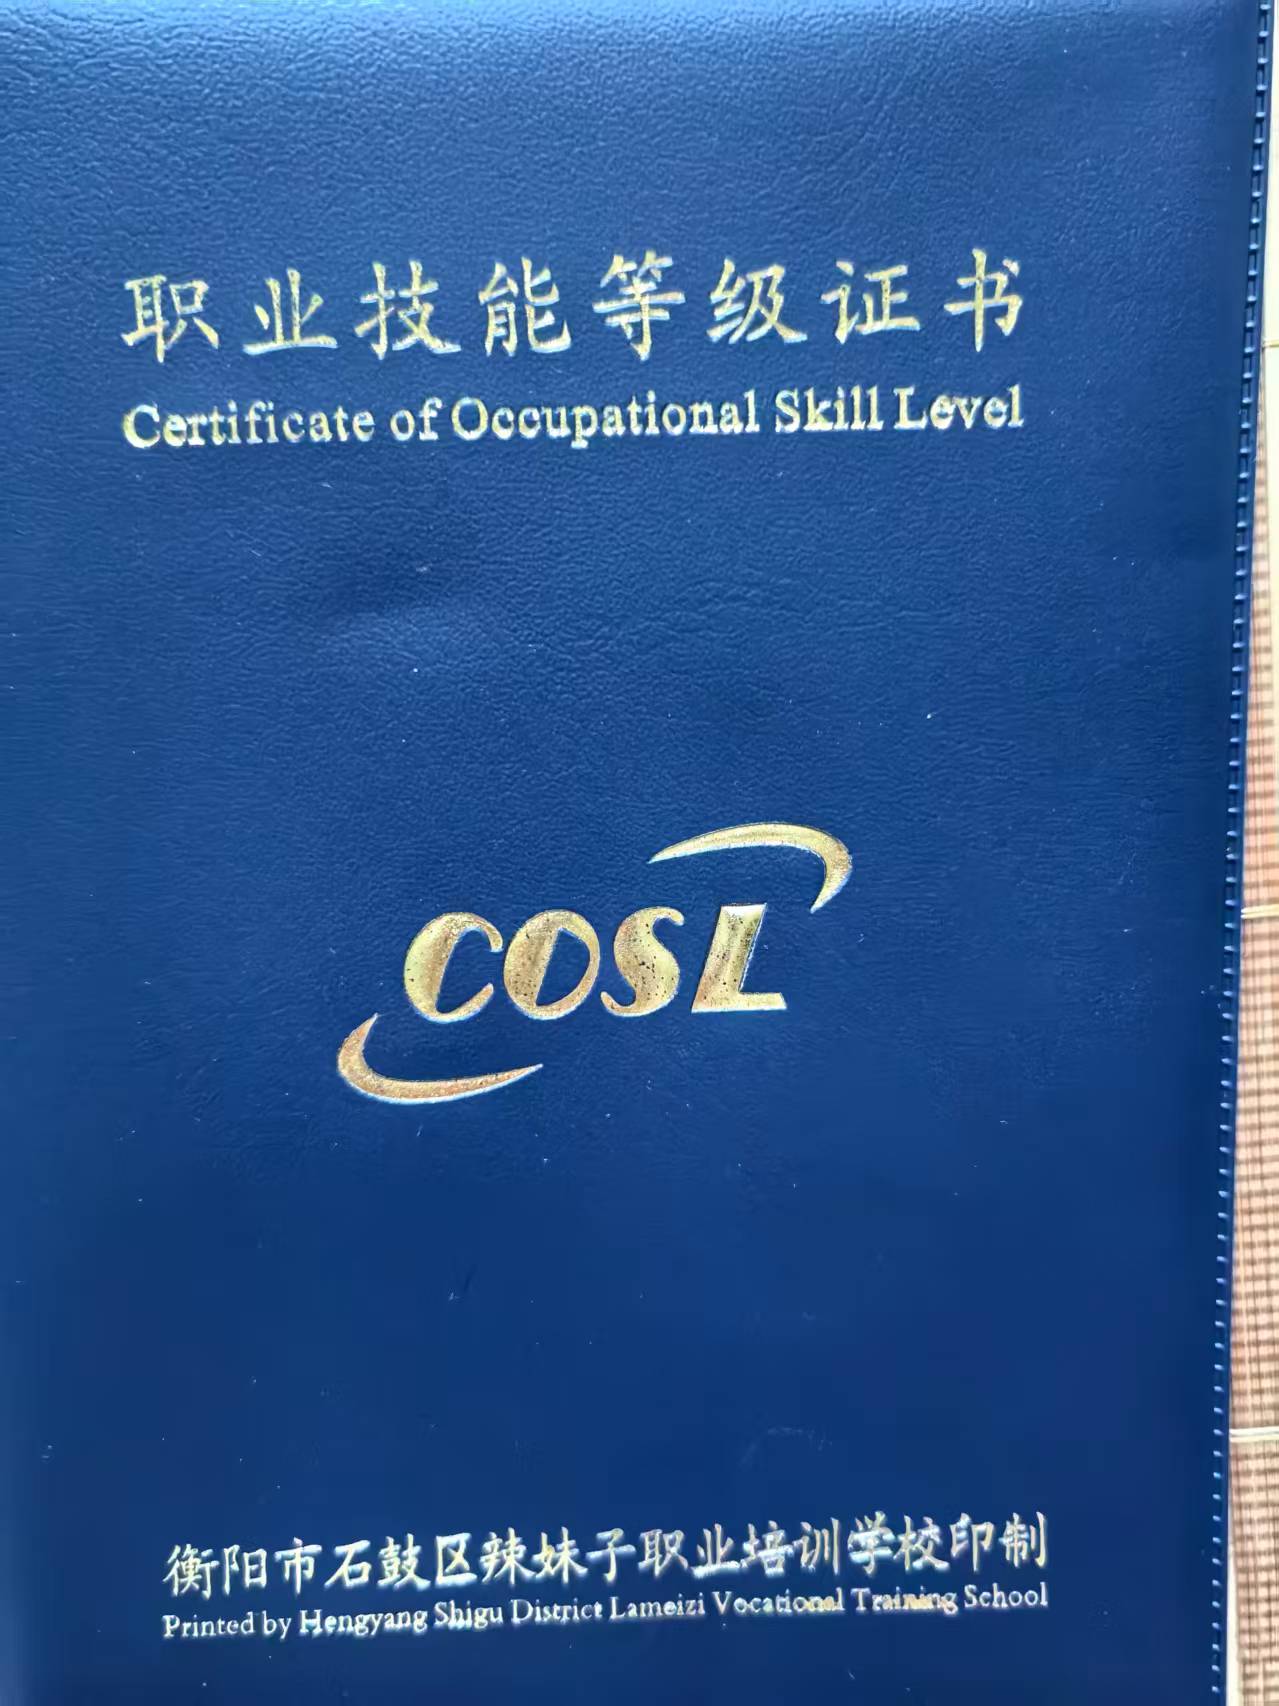 职业技能等级证书
Certificate of Occupational Skill Level
COSL
衡阳市石鼓区辣妹子职业培训学校印制
Printed by Hengyang Shigu District Lameizi Vocational Training School